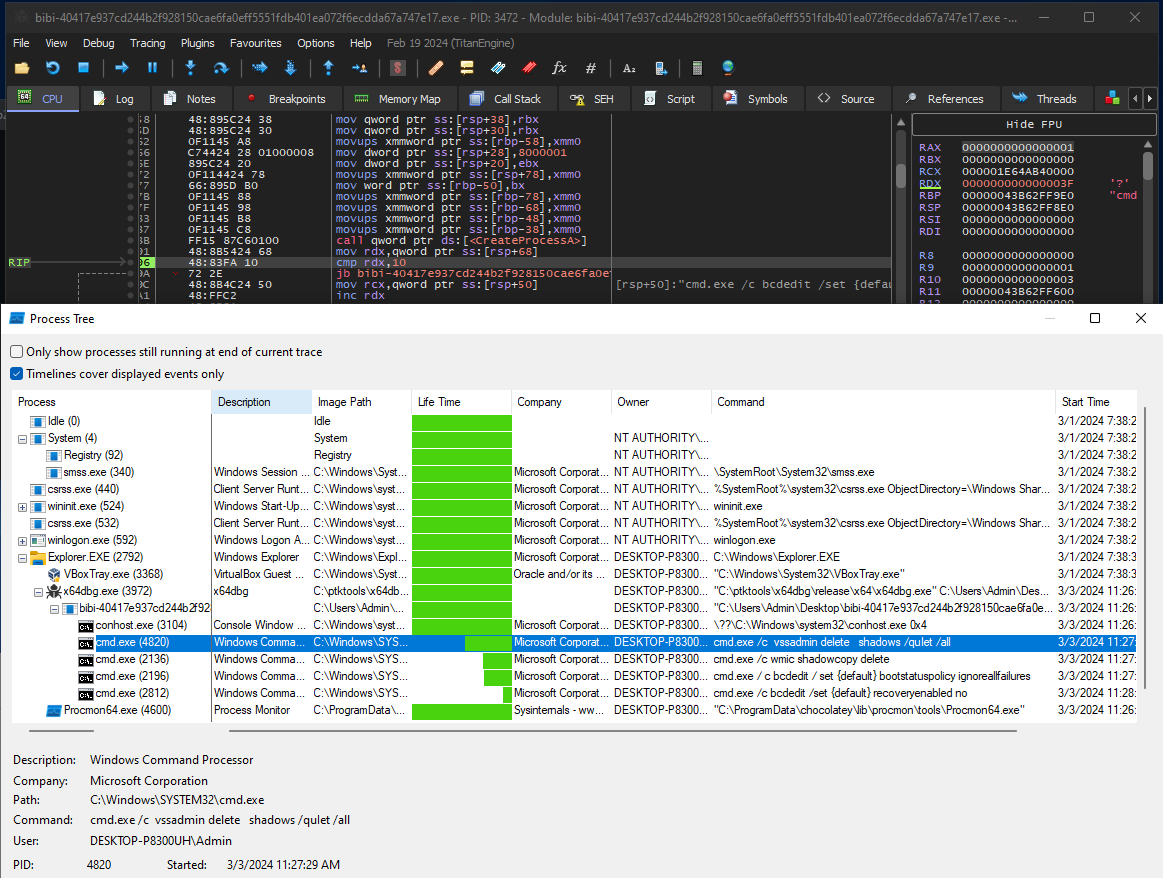 bibi-40417e937cd244b2f928150cae6fa0eff5551fdb401ea072f6ecdda67a747e17.exe - PID: 3472 - Module: bibi-40417e937cd244b2f928150cae6fa0eff5551fdb401ea072f6ecdda67a747e17.exe -...
File View Debug Tracing Plugins Favourites Options Help Feb 19 2024 (TitanEngine)
CPU Log Notes Breakpoints Memory Map Call Stack SEH Script Symbols Source References Threads
Hide FPU
58 48:895C24 38 mov qword ptr ss:[rsp+38],rbx
5D 48:895C24 30 mov qword ptr ss:[rsp+30],rbx
62 0F1145 A8 movups xmmword ptr ss:[rbp-58],xmm0
66 C74424 28 01000008 mov dword ptr ss:[rsp+28],8000001
6E 895C24 20 mov dword ptr ss:[rsp+20],ebx
72 0F114424 78 movups xmmword ptr ss:[rsp+78],xmm0
77 66:895D B0 mov word ptr ss:[rbp-50],bx
7B 0F1145 88 movups xmmword ptr ss:[rbp-78],xmm0
7F 0F1145 98 movups xmmword ptr ss:[rbp-68],xmm0
83 0F1145 B8 movups xmmword ptr ss:[rbp-48],xmm0
87 0F1145 C8 movups xmmword ptr ss:[rbp-38],xmm0
8B FF15 87C60100 call qword ptr ds:[<CreateProcessA>]
91 48:8B5424 68 mov rdx,qword ptr ss:[rsp+68]
RIP 96 48:83FA 10 cmp rdx,10
9A 72 2E jb bibi-40417e937cd244b2f928150cae6fa0e
9C 48:8B4C24 50 mov rcx,qword ptr ss:[rsp+50] [rsp+50]:"cmd.exe /c bcdedit /set {defau
A1 48:FFC2 inc rdx
RAX 0000000000000001
RBX 0000000000000000
RCX 000001E64AB40000
RDX 000000000000003F '?'
RBP 00000043B62FF9E0 "cmd
RSP 00000043B62FF8E0
RSI 0000000000000000
RDI 0000000000000000
R8 0000000000000000
R9 0000000000000001
R10 0000000000000003
R11 00000043B62FF600
Process Tree
Only show processes still running at end of current trace
Timelines cover displayed events only
Process Description Image Path Life Time Company Owner Command Start Time
Idle (0) Idle 3/1/2024 7:38:2
System (4) System NT AUTHORITY\... 3/1/2024 7:38:2
Registry (92) Registry NT AUTHORITY\... 3/1/2024 7:38:2
smss.exe (340) Windows Session ... C:\Windows\Syst... Microsoft Corporat... NT AUTHORITY\... \SystemRoot\System32\smss.exe 3/1/2024 7:38:2
csrss.exe (440) Client Server Runt... C:\Windows\syst... Microsoft Corporat... NT AUTHORITY\... %SystemRoot%\system32\csrss.exe ObjectDirectory=\Windows Shar... 3/1/2024 7:38:2
wininit.exe (524) Windows Start-Up... C:\Windows\syst... Microsoft Corporat... NT AUTHORITY\... wininit.exe 3/1/2024 7:38:2
csrss.exe (532) Client Server Runt... C:\Windows\syst... Microsoft Corporat... NT AUTHORITY\... %SystemRoot%\system32\csrss.exe ObjectDirectory=\Windows Shar... 3/1/2024 7:38:2
winlogon.exe (592) Windows Logon A... C:\Windows\syst... Microsoft Corporat... NT AUTHORITY\... winlogon.exe 3/1/2024 7:38:2
Explorer.EXE (2792) Windows Explorer C:\Windows\Expl... Microsoft Corporat... DESKTOP-P8300... C:\Windows\Explorer.EXE 3/1/2024 7:38:3
VBoxTray.exe (3368) VirtualBox Guest ... C:\Windows\Syst... Oracle and/or its ... DESKTOP-P8300... "C:\Windows\System32\VBoxTray.exe" 3/1/2024 7:38:3
x64dbg.exe (3972) x64dbg C:\ptktools\x64db... DESKTOP-P8300... "C:\ptktools\x64dbg\release\x64\x64dbg.exe" C:\Users\Admin\Des... 3/3/2024 11:26:
bibi-40417e937cd244b2f928 C:\Users\Admin\... DESKTOP-P8300... "C:\Users\Admin\Desktop\bibi-40417e937cd244b2f928150cae6fa0e... 3/3/2024 11:26:
conhost.exe (3104) Console Window ... C:\Windows\syst... Microsoft Corporat... DESKTOP-P8300... \??\C:\Windows\system32\conhost.exe 0x4 3/3/2024 11:26:
cmd.exe (4820) Windows Comma... C:\Windows\SYS... Microsoft Corporat... DESKTOP-P8300... cmd.exe /c vssadmin delete shadows /qulet /all 3/3/2024 11:27:
cmd.exe (2136) Windows Comma... C:\Windows\SYS... Microsoft Corporat... DESKTOP-P8300... cmd.exe /c wmic shadowcopy delete 3/3/2024 11:27:
cmd.exe (2196) Windows Comma... C:\Windows\SYS... Microsoft Corporat... DESKTOP-P8300... cmd.exe / c bcdedit / set {default} bootstatuspolicy ignoreallfailures 3/3/2024 11:27:
cmd.exe (2812) Windows Comma... C:\Windows\SYS... Microsoft Corporat... DESKTOP-P8300... cmd.exe /c bcdedit /set {default} recoveryenabled no 3/3/2024 11:28:
Procmon64.exe (4600) Process Monitor C:\ProgramData\... Sysinternals - ww... DESKTOP-P8300... "C:\ProgramData\chocolatey\lib\procmon\tools\Procmon64.exe" 3/3/2024 11:26:
Description: Windows Command Processor
Company: Microsoft Corporation
Path: C:\Windows\SYSTEM32\cmd.exe
Command: cmd.exe /c vssadmin delete shadows /qulet /all
User: DESKTOP-P8300UH\Admin
PID: 4820 Started: 3/3/2024 11:27:29 AM